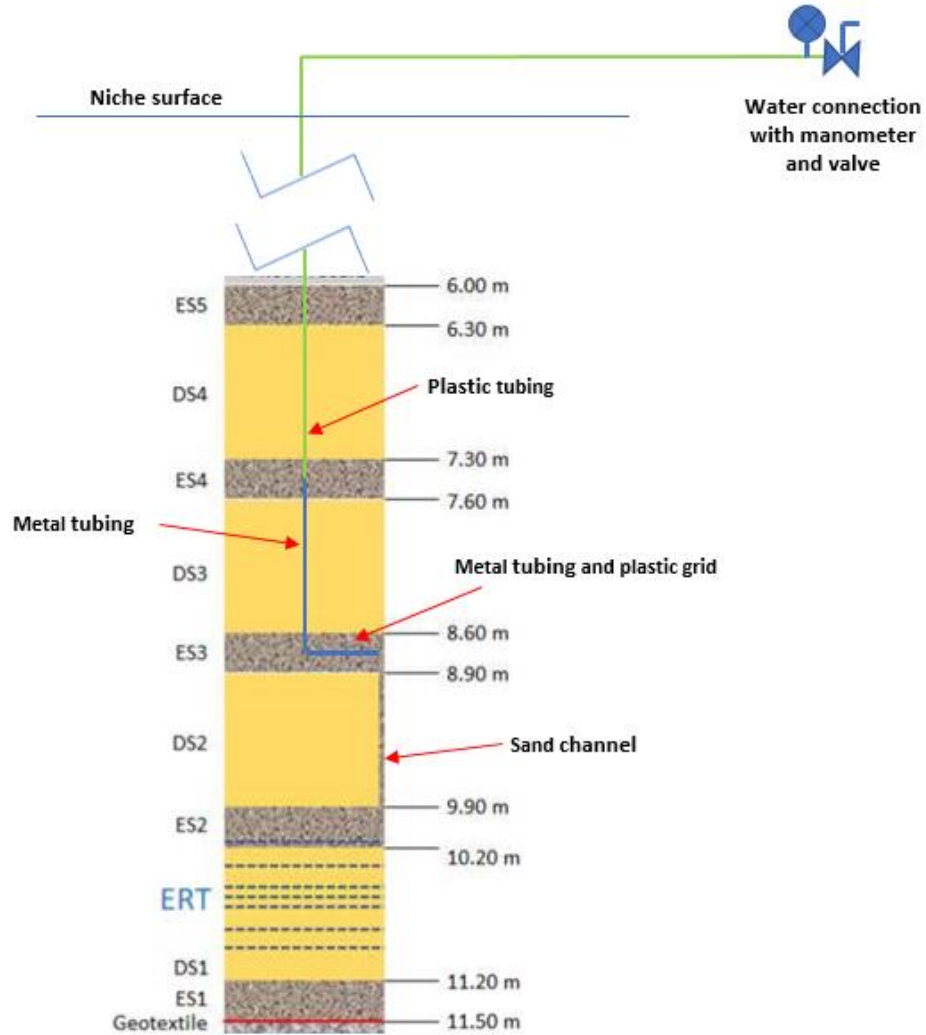 Niche surface
Water connection
with manometer
and valve
6.00 m
ES5
6.30 m
Plastic tubing
DS4
7.30 m
ES4
7.60 m
Metal tubing
Metal tubing and plastic grid
DS3
8.60 m
ES3
8.90 m
Sand channel
DS2
9.90 m
ES2
10.20 m
ERT
DS1
11.20 m
ES1
Geotextile
11.50 m